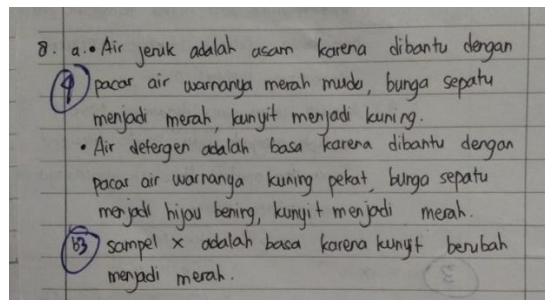 8. a. • Air jeruk adalah asam karena dibantu dengan
4 pacar air warnanya merah muda, bunga sepatu
menjadi merah, kunyit menjadi kuning.
• Air detergen adalah basa karena dibantu dengan
pacar air warnanya kuning pekat, bunga sepatu
menjadi hijau bening, kunyit menjadi merah.
b3 sampel x adalah basa karena kunyit berubah
menjadi merah.